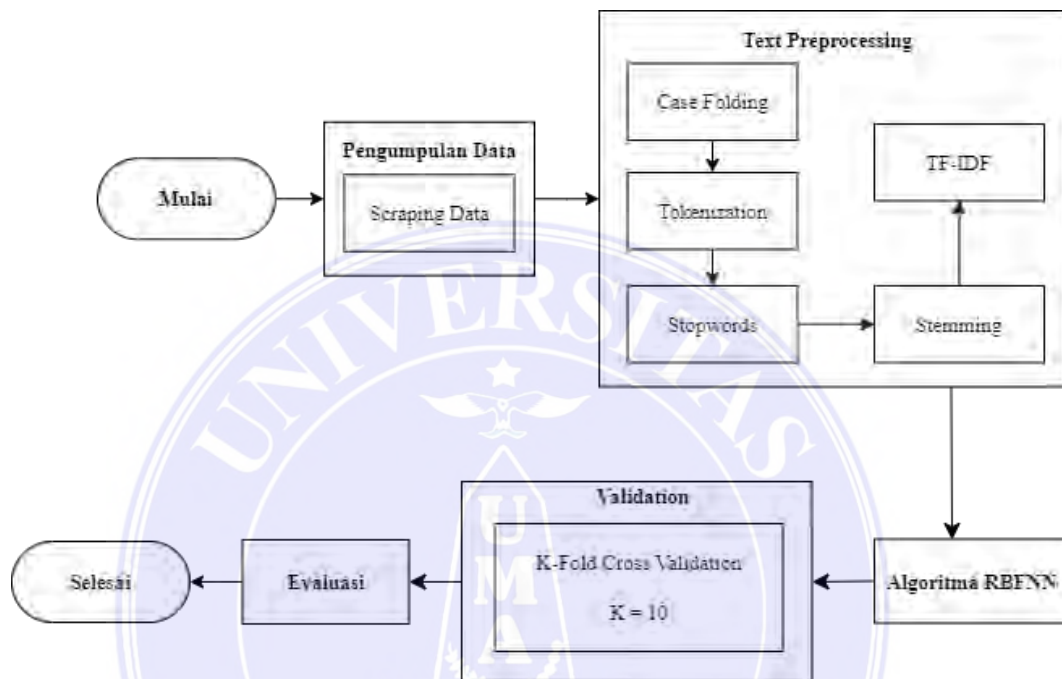 Text Preprocessing
Case Folding
Pengumpulan Data
TF-IDF
Mulai
Scraping Data
Tokenization
Stopwords
Stemming
UNIVERSITAS
Validation
U
M
A
K-Fold Cross Validation
K = 10
Selesai
Evaluasi
Algoritma RBFNN